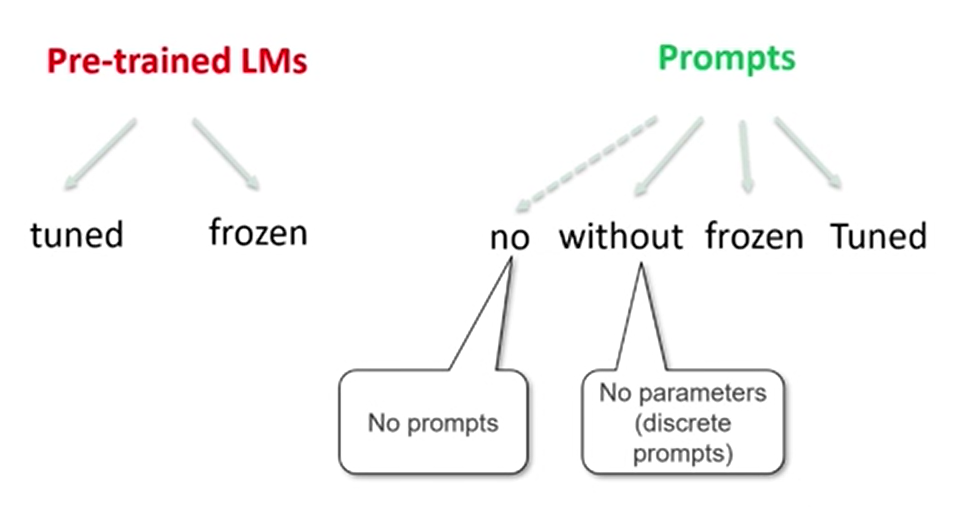 Pre-trained LMs
Prompts
tuned
frozen
no
without
frozen
Tuned
No prompts
No parameters
(discrete
prompts)